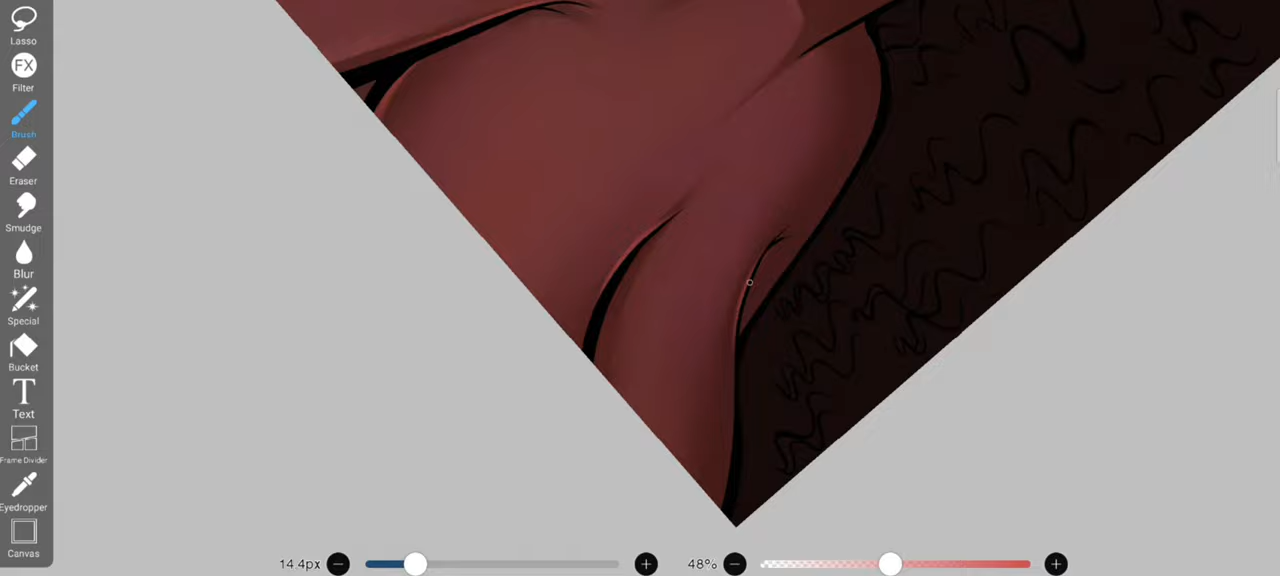 Lasso
FX
Filter
Brush
Eraser
Smudge
Blur
Special
Bucket
T
Text
Frame Divider
Eyedropper
Canvas
14.4px
48%